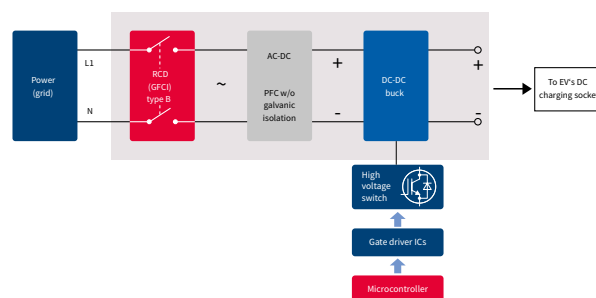 Power
(grid)
L1
N
RCD
(GFCI)
type B
~
AC-DC
PFC w/o
galvanic
isolation
+
-
DC-DC
buck
+
-
To EV's DC
charging socke
High
voltage
switch
Gate driver ICs
Microcontroller